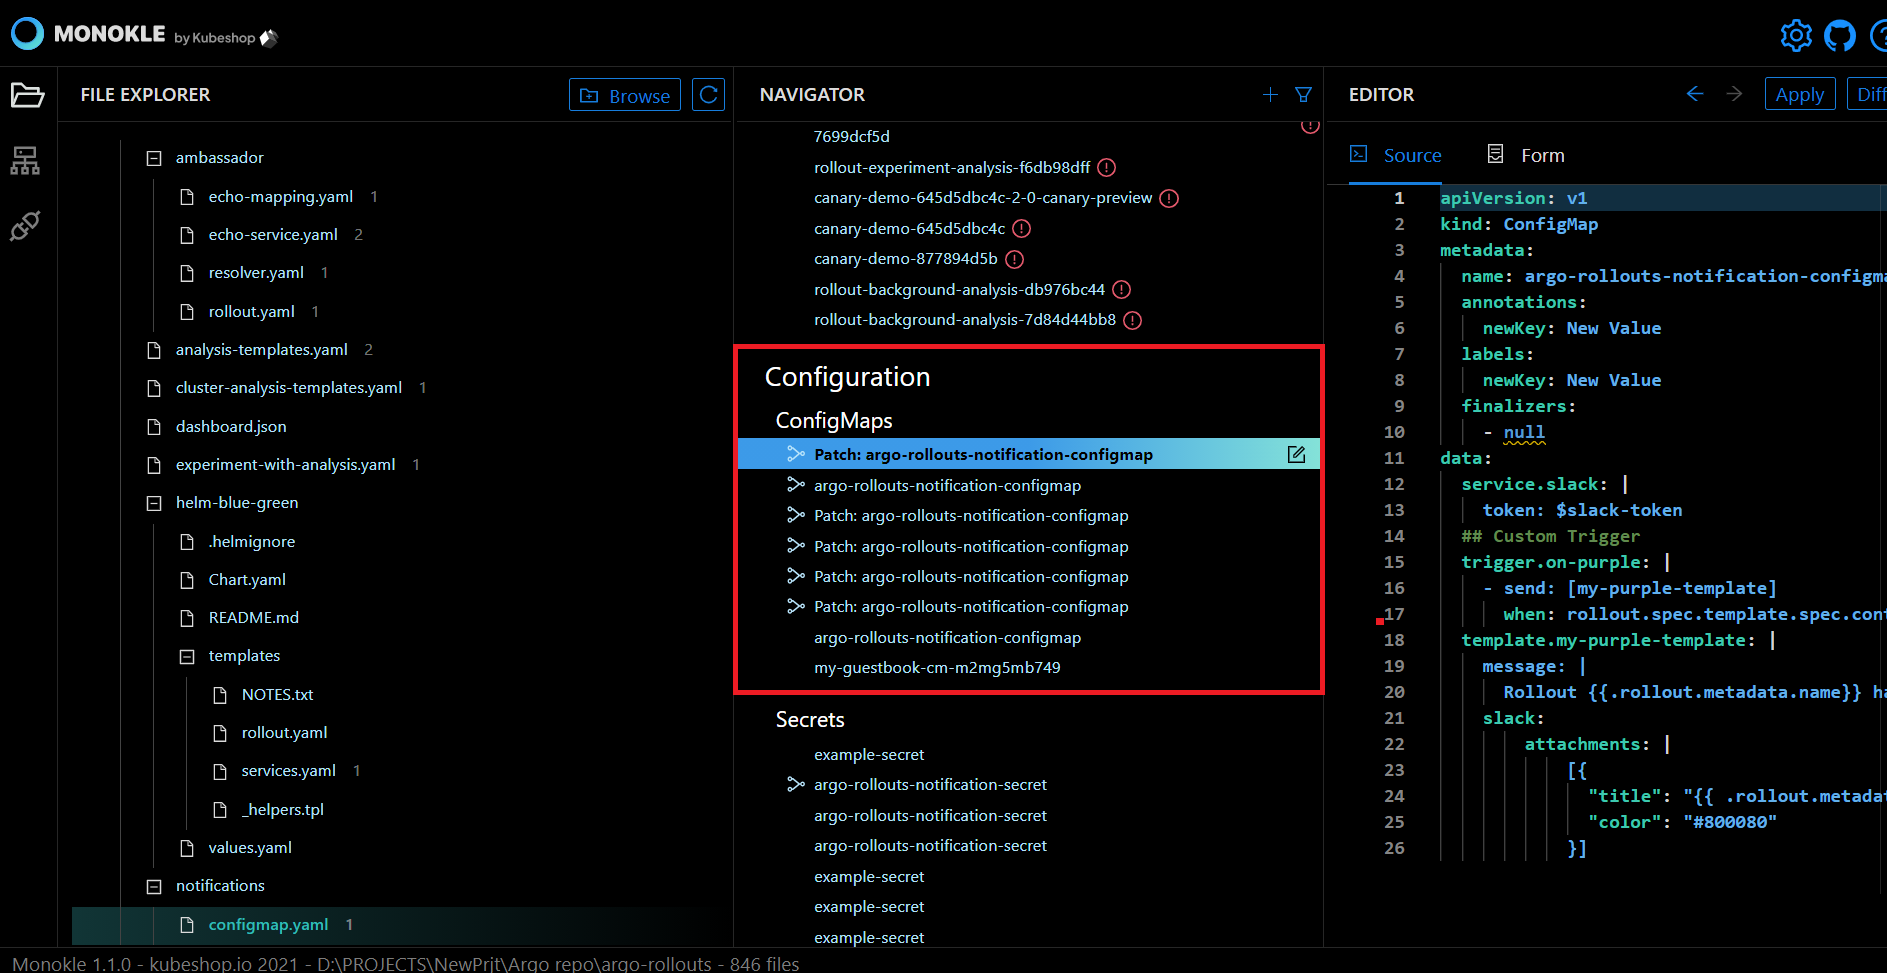 MONOKLE by Kubeshop
FILE EXPLORER
Browse
ambassador
echo-mapping.yaml 1
echo-service.yaml 2
resolver.yaml 1
rollout.yaml 1
analysis-templates.yaml 2
cluster-analysis-templates.yaml 1
dashboard.json
experiment-with-analysis.yaml 1
helm-blue-green
.helmignore
Chart.yaml
README.md
templates
NOTES.txt
rollout.yaml
services.yaml 1
_helpers.tpl
values.yaml
notifications
configmap.yaml 1
NAVIGATOR
7699dcf5d
rollout-experiment-analysis-f6db98dff
canary-demo-645d5dbc4c-2-0-canary-preview
canary-demo-645d5dbc4c
canary-demo-877894d5b
rollout-background-analysis-db976bc44
rollout-background-analysis-7d84d44bb8
Configuration
ConfigMaps
Patch: argo-rollouts-notification-configmap
argo-rollouts-notification-configmap
Patch: argo-rollouts-notification-configmap
Patch: argo-rollouts-notification-configmap
Patch: argo-rollouts-notification-configmap
Patch: argo-rollouts-notification-configmap
argo-rollouts-notification-configmap
my-guestbook-cm-m2mg5mb749
Secrets
example-secret
argo-rollouts-notification-secret
argo-rollouts-notification-secret
argo-rollouts-notification-secret
example-secret
example-secret
example-secret
EDITOR
Apply
Diff
Source
Form
1 apiVersion: v1
2 kind: ConfigMap
3 metadata:
4 name: argo-rollouts-notification-configma
5 annotations:
6 newKey: New Value
7 labels:
8 newKey: New Value
9 finalizers:
10 - null
11 data:
12 service.slack: |
13 token: $slack-token
14 ## Custom Trigger
15 trigger.on-purple: |
16 - send: [my-purple-template]
17 when: rollout.spec.template.spec.cont
18 template.my-purple-template: |
19 message: |
20 Rollout {{.rollout.metadata.name}} ha
21 slack:
22 attachments: |
23 [{
24 "title": "{{ .rollout.metadat
25 "color": "#800080"
26 }]
Monokle 1.1.0 - kubeshop.io 2021 - D:\PROJECTS\NewPrjt\Argo repo\argo-rollouts - 846 files